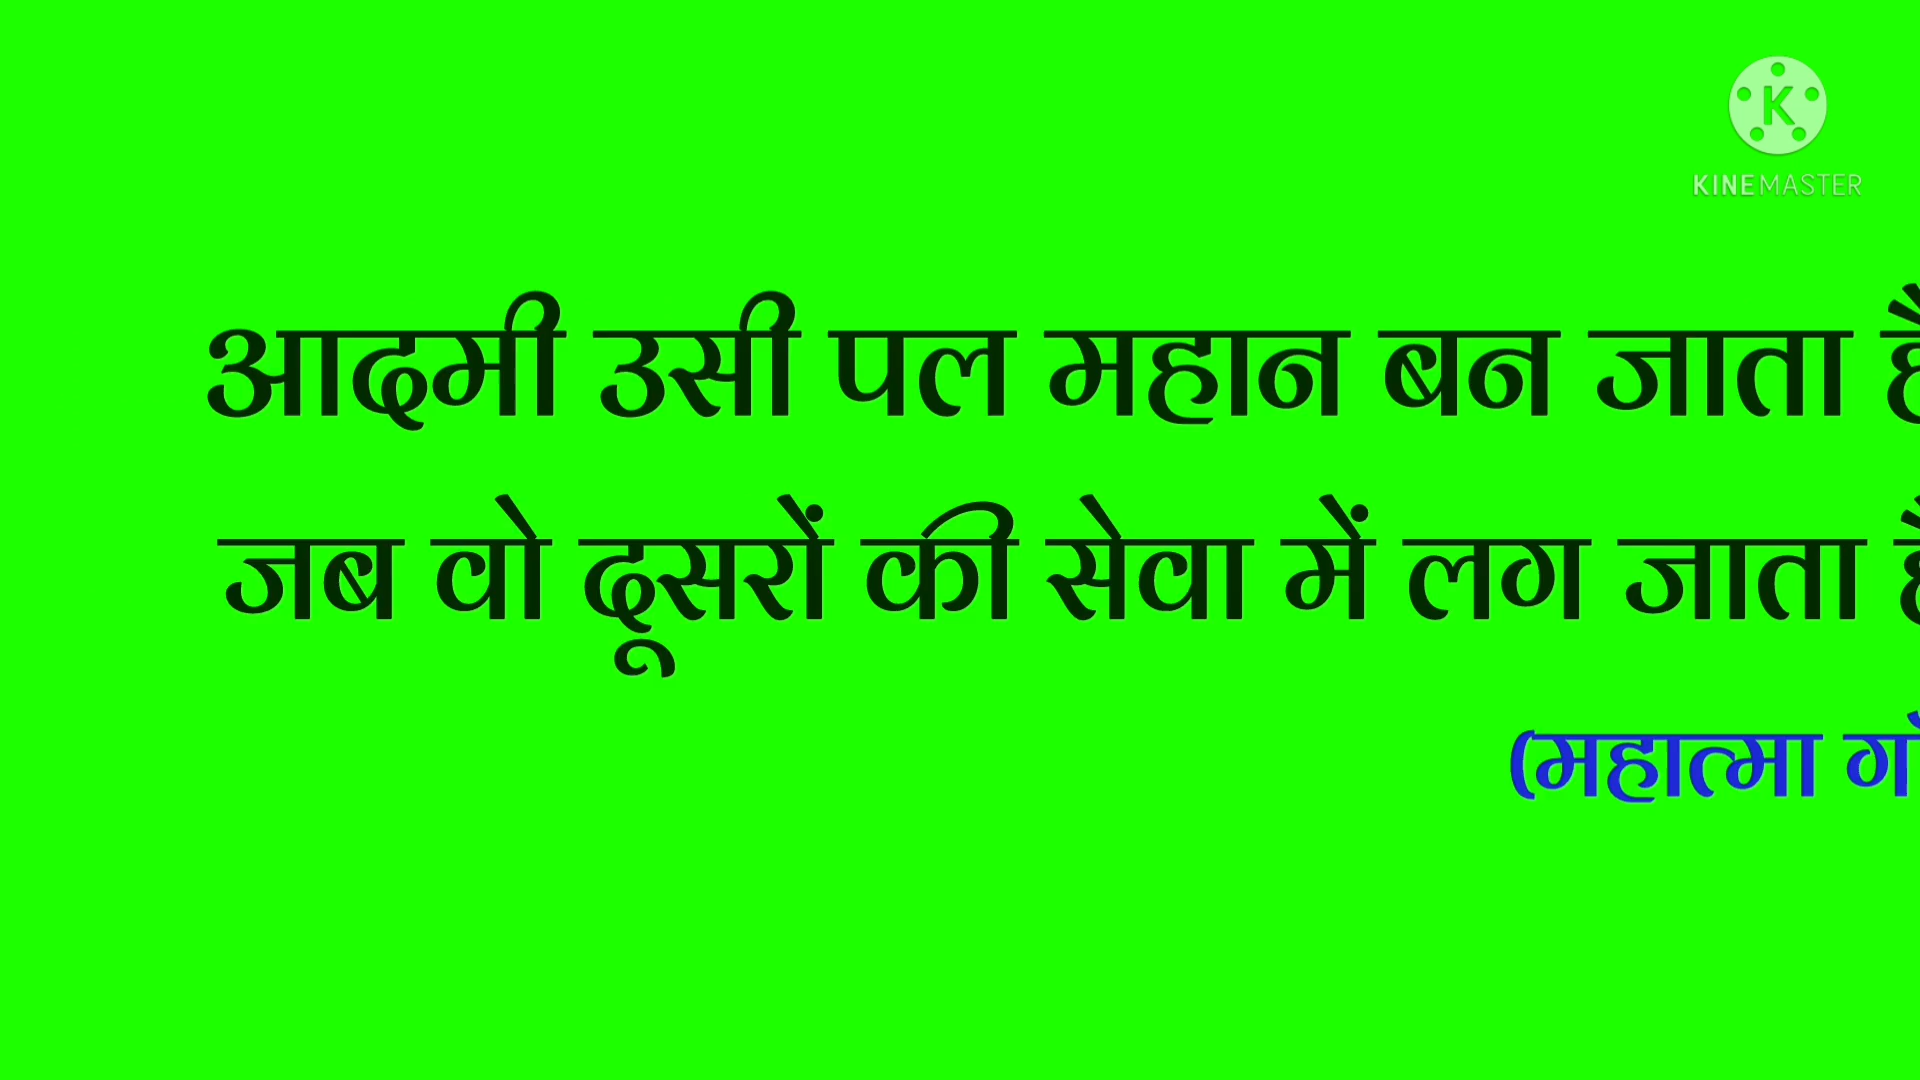 KINEMASTER
आदमी उसी पल महान बन जाता है
जब वो दूसरों की सेवा में लग जाता है
(महात्मा